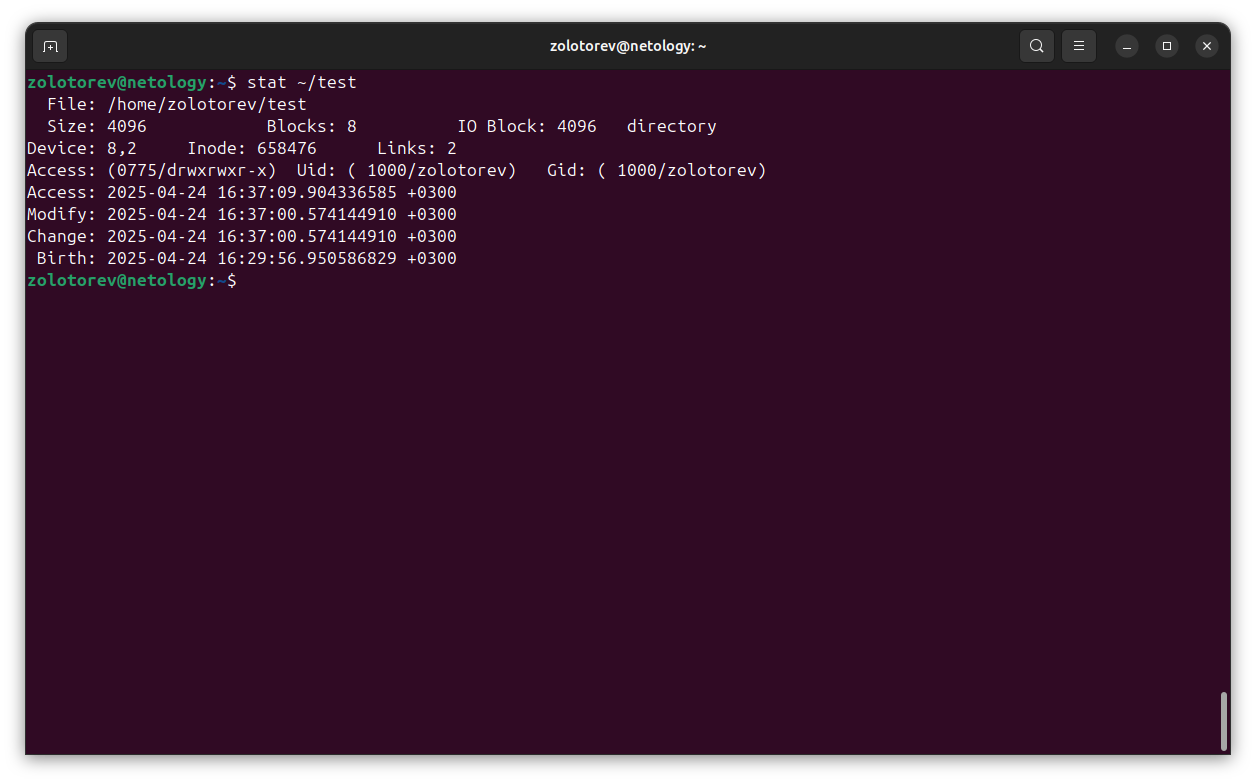 zolotorev@netology: ~
zolotorev@netology:~$ stat ~/test
  File: /home/zolotorev/test
  Size: 4096            Blocks: 8          IO Block: 4096   directory
Device: 8,2     Inode: 658476      Links: 2
Access: (0775/drwxrwxr-x)  Uid: ( 1000/zolotorev)   Gid: ( 1000/zolotorev)
Access: 2025-04-24 16:37:09.904336585 +0300
Modify: 2025-04-24 16:37:00.574144910 +0300
Change: 2025-04-24 16:37:00.574144910 +0300
 Birth: 2025-04-24 16:29:56.950586829 +0300
zolotorev@netology:~$